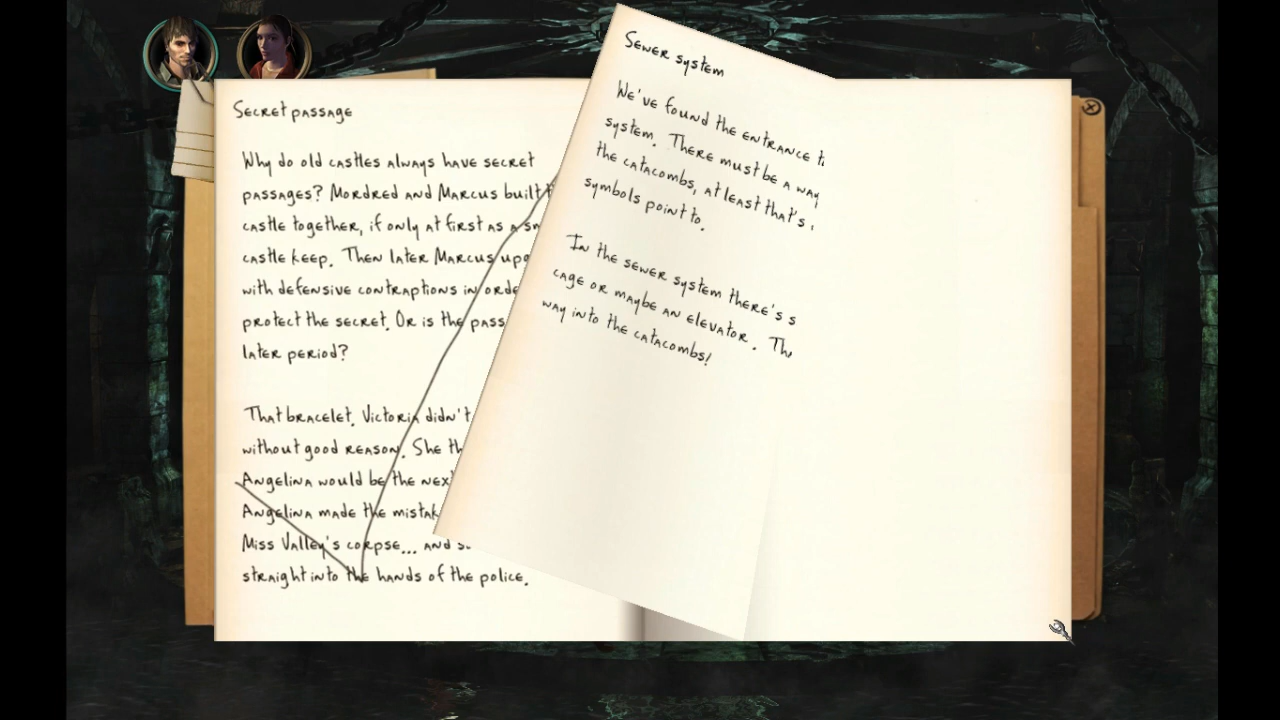 Secret passage
Why do old castles always have secret
passages? Mordred and Marcus built
castle together, if only at first as a
castle keep. Then later Marcus
with defensive contraptions in
protect the secret. Or is the
later period?
That bracelet. Victoria didn't
without good reason. She
Angelina would be the
Angelina made the
Miss Valley's corpse... and
straight into the hands of the police.
Sewer system
We've found the entrance
system. There must be a way
the catacombs, at least that's
symbols point to.
In the sewer system there's
cage or maybe an elevator.
way into the catacombs!